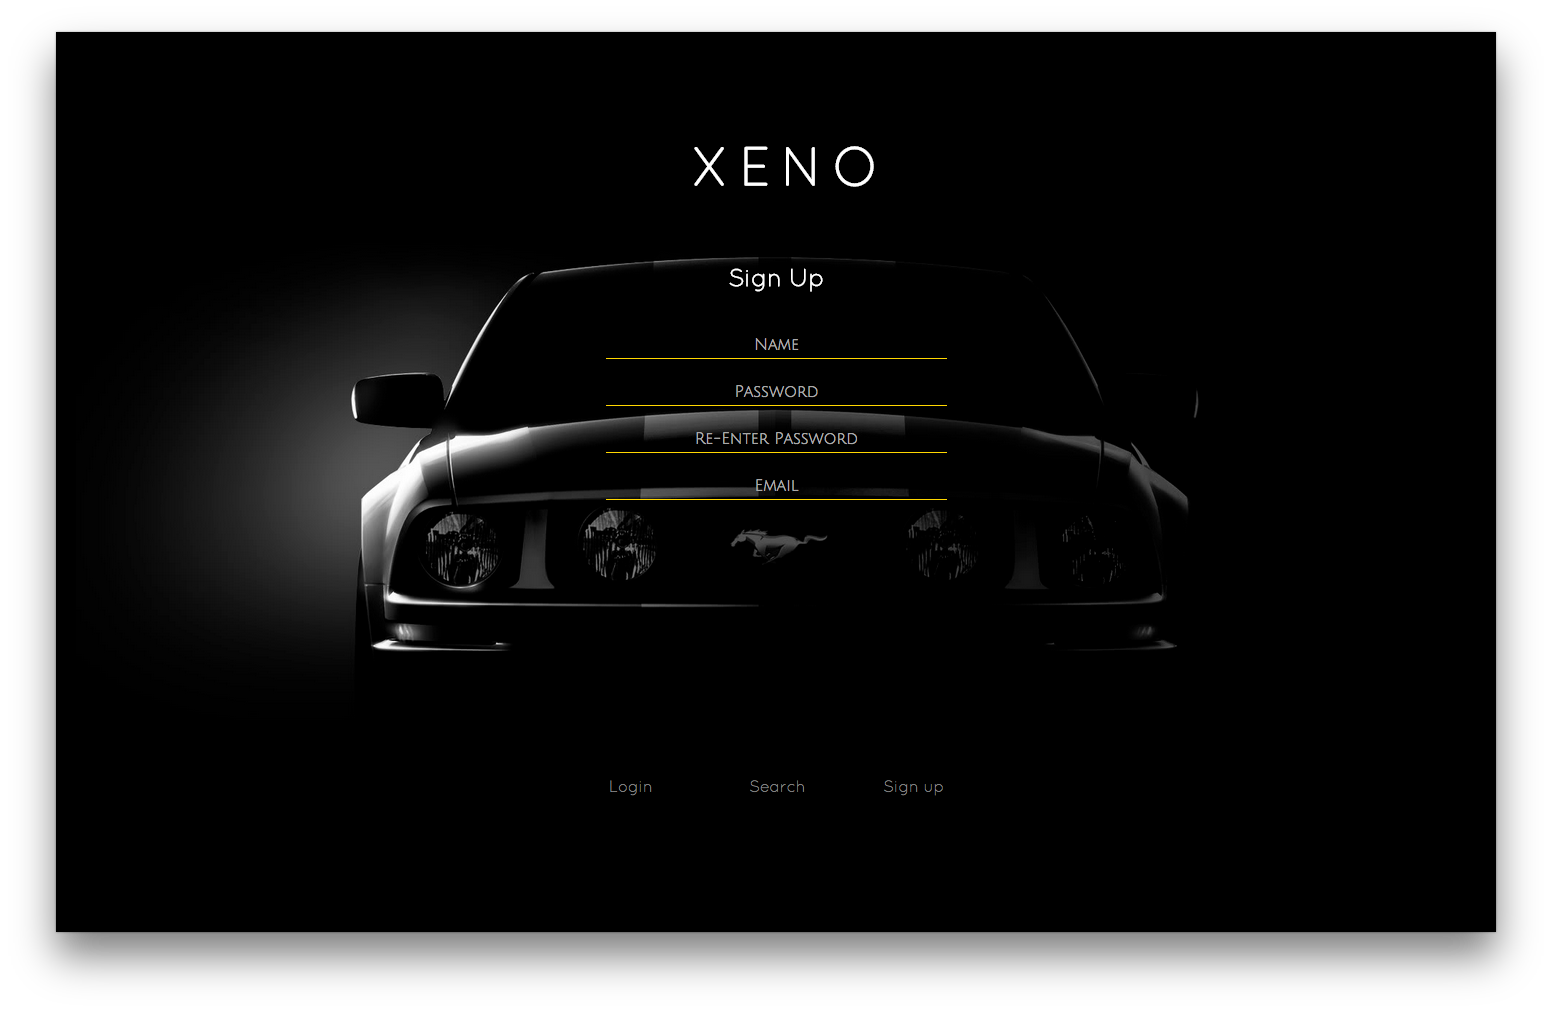 XENO
Sign Up
Name
Password
Re-Enter Password
Email
Login Search Sign up